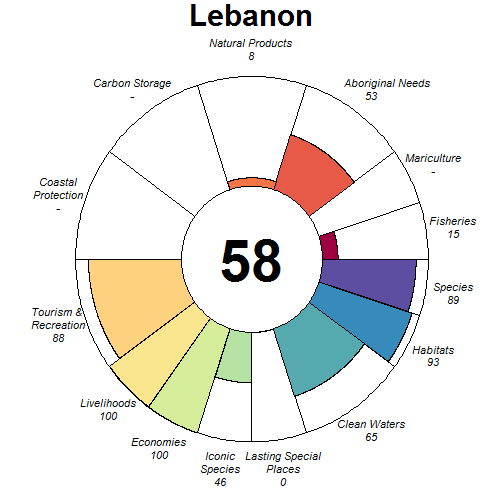 Lebanon
Natural Products
8
Carbon Storage
-
Aboriginal Needs
53
Mariculture
-
Coastal
Protection
-
Fisheries
15
58
Species
89
Tourism &
Recreation
88
Habitats
93
Livelihoods
100
Clean Waters
65
Economies
100
Iconic
Species
46
Lasting Special
Places
0